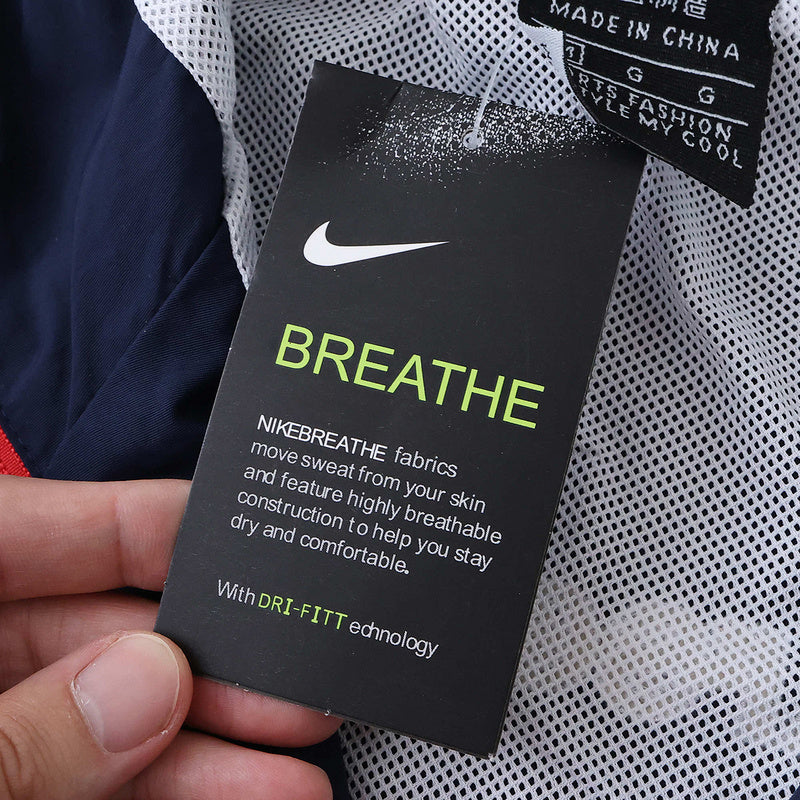 MADE IN CHINA
G G
RTS FASHION
TYLE MY COOL
BREATHE
NIKEBREATHE fabrics
move sweat from your skin
and feature highly breathable
construction to help you stay
dry and comfortable.
With DRI-FITT echnology